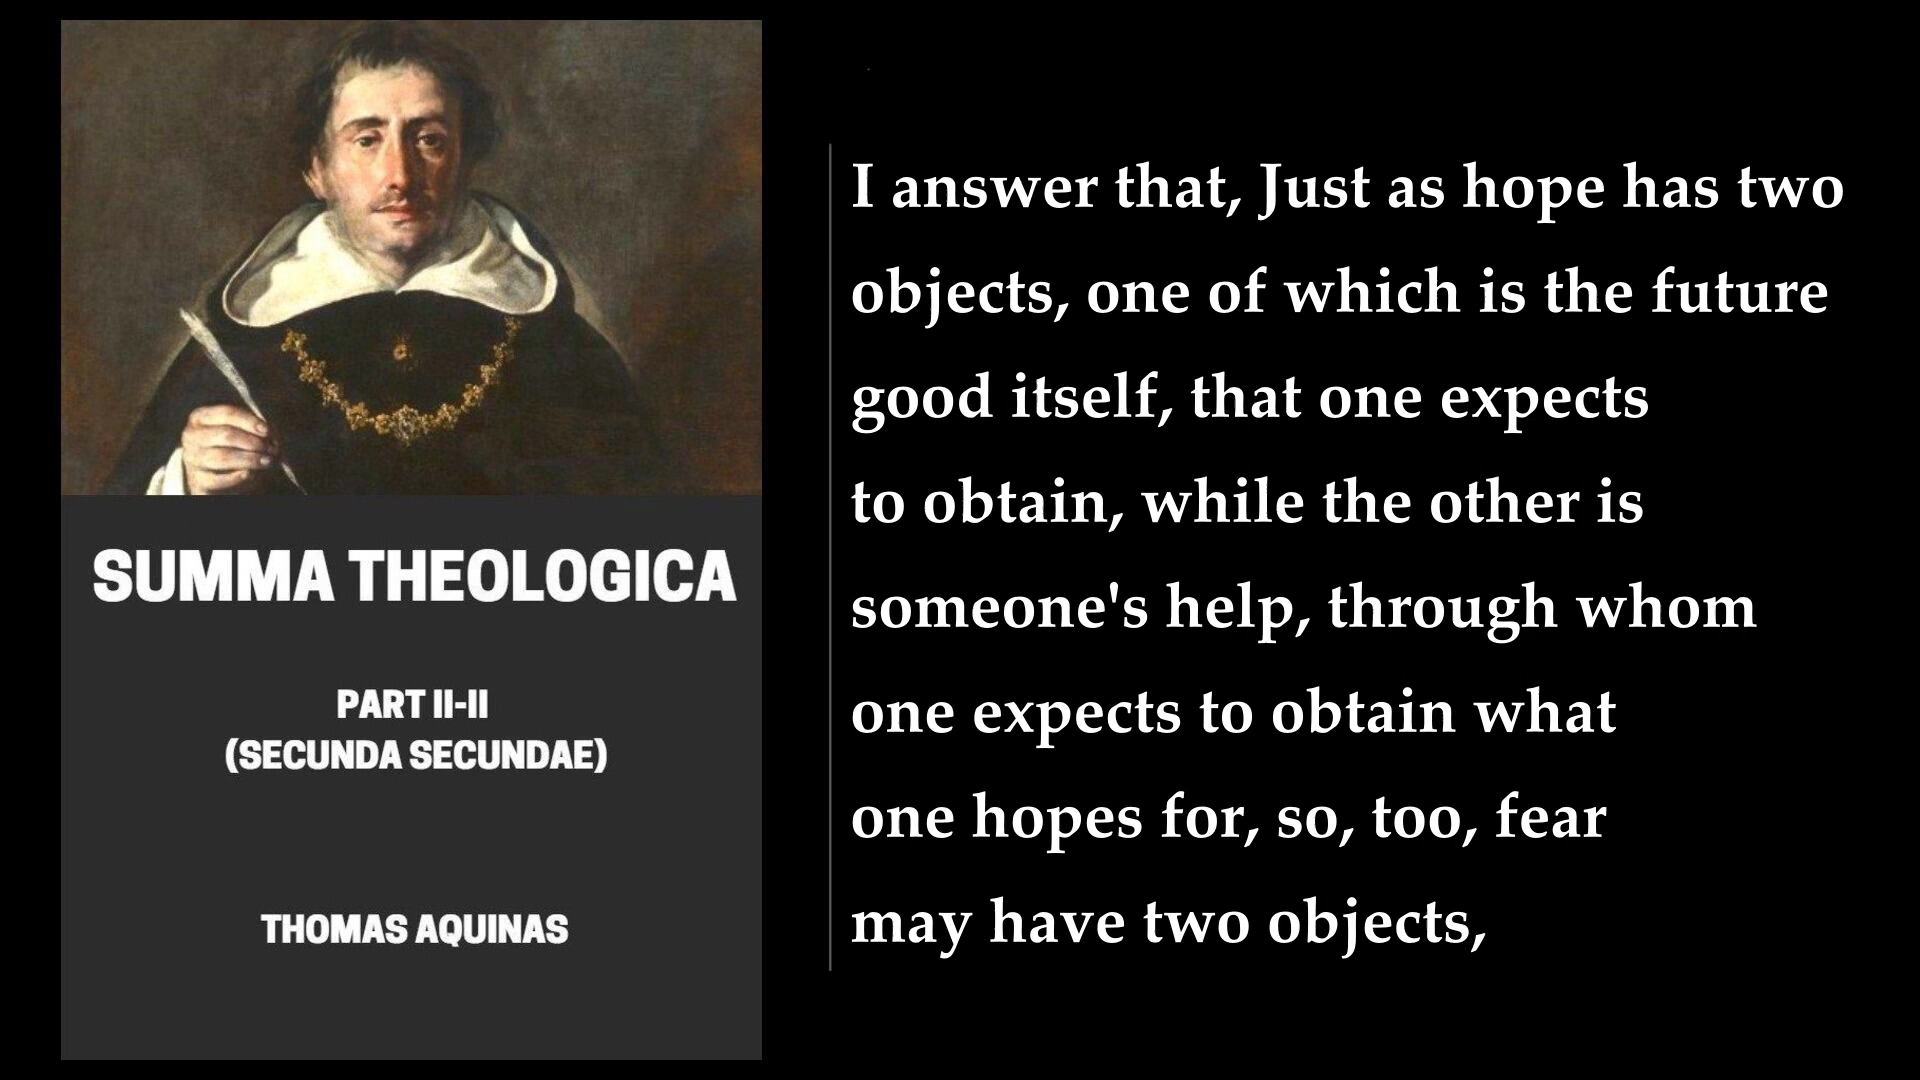 SUMMA THEOLOGICA
PART II-II
(SECUNDA SECUNDAE)
THOMAS AQUINAS
I answer that, Just as hope has two
objects, one of which is the future
good itself, that one expects
to obtain, while the other is
someone's help, through whom
one expects to obtain what
one hopes for, so, too, fear
may have two objects,